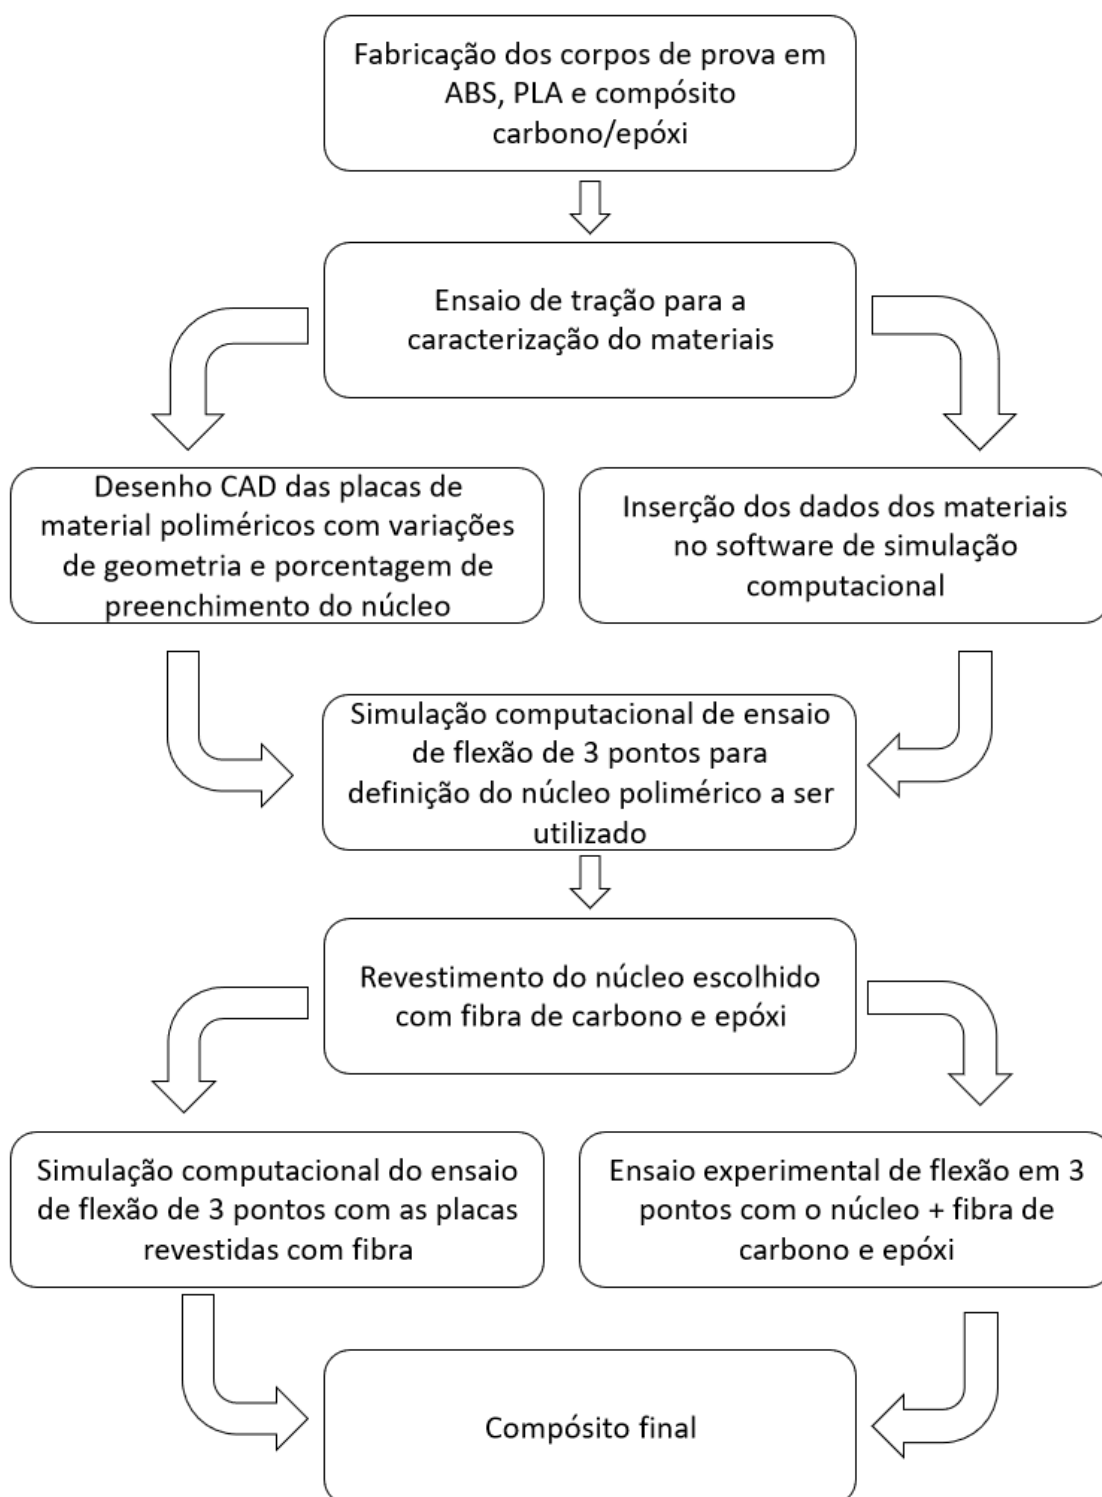 Fabricação dos corpos de prova em
ABS, PLA e compósito
carbono/epóxi
Ensaio de tração para a
caracterização do materiais
Desenho CAD das placas de
material poliméricos com variações
de geometria e porcentagem de
preenchimento do núcleo
Inserção dos dados dos materiais
no software de simulação
computacional
Simulação computacional de ensaio
de flexão de 3 pontos para
definição do núcleo polimérico a ser
utilizado
Revestimento do núcleo escolhido
com fibra de carbono e epóxi
Simulação computacional do ensaio
de flexão de 3 pontos com as placas
revestidas com fibra
Ensaio experimental de flexão em 3
pontos com o núcleo + fibra de
carbono e epóxi
Compósito final